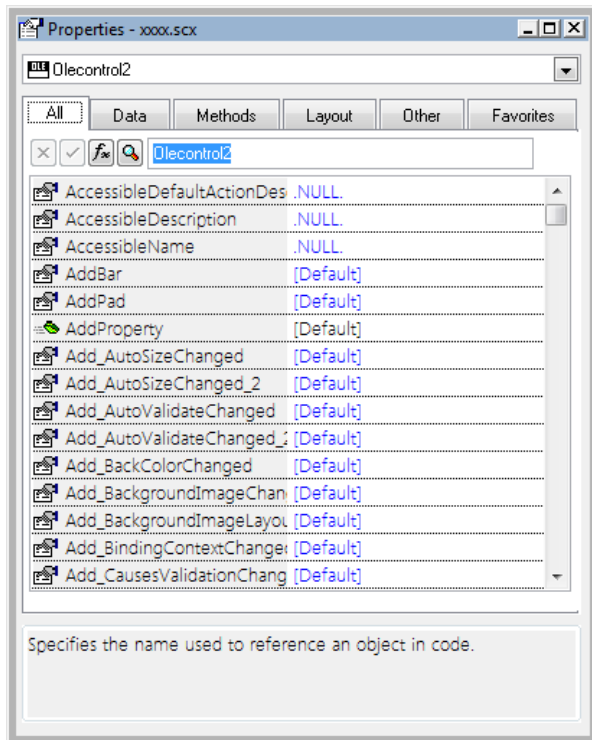 Properties - xxxx.scx
OLE Olecontrol2
All Data Methods Layout Other Favorites
Olecontrol2
AccessibleDefaultActionDes .NULL.
AccessibleDescription .NULL.
AccessibleName .NULL.
AddBar [Default]
AddPad [Default]
AddProperty [Default]
Add_AutoSizeChanged [Default]
Add_AutoSizeChanged_2 [Default]
Add_AutoValidateChanged [Default]
Add_AutoValidateChanged_2 [Default]
Add_BackColorChanged [Default]
Add_BackgroundImageChan [Default]
Add_BackgroundImageLayou [Default]
Add_BindingContextChange [Default]
Add_CausesValidationChang [Default]
Specifies the name used to reference an object in code.